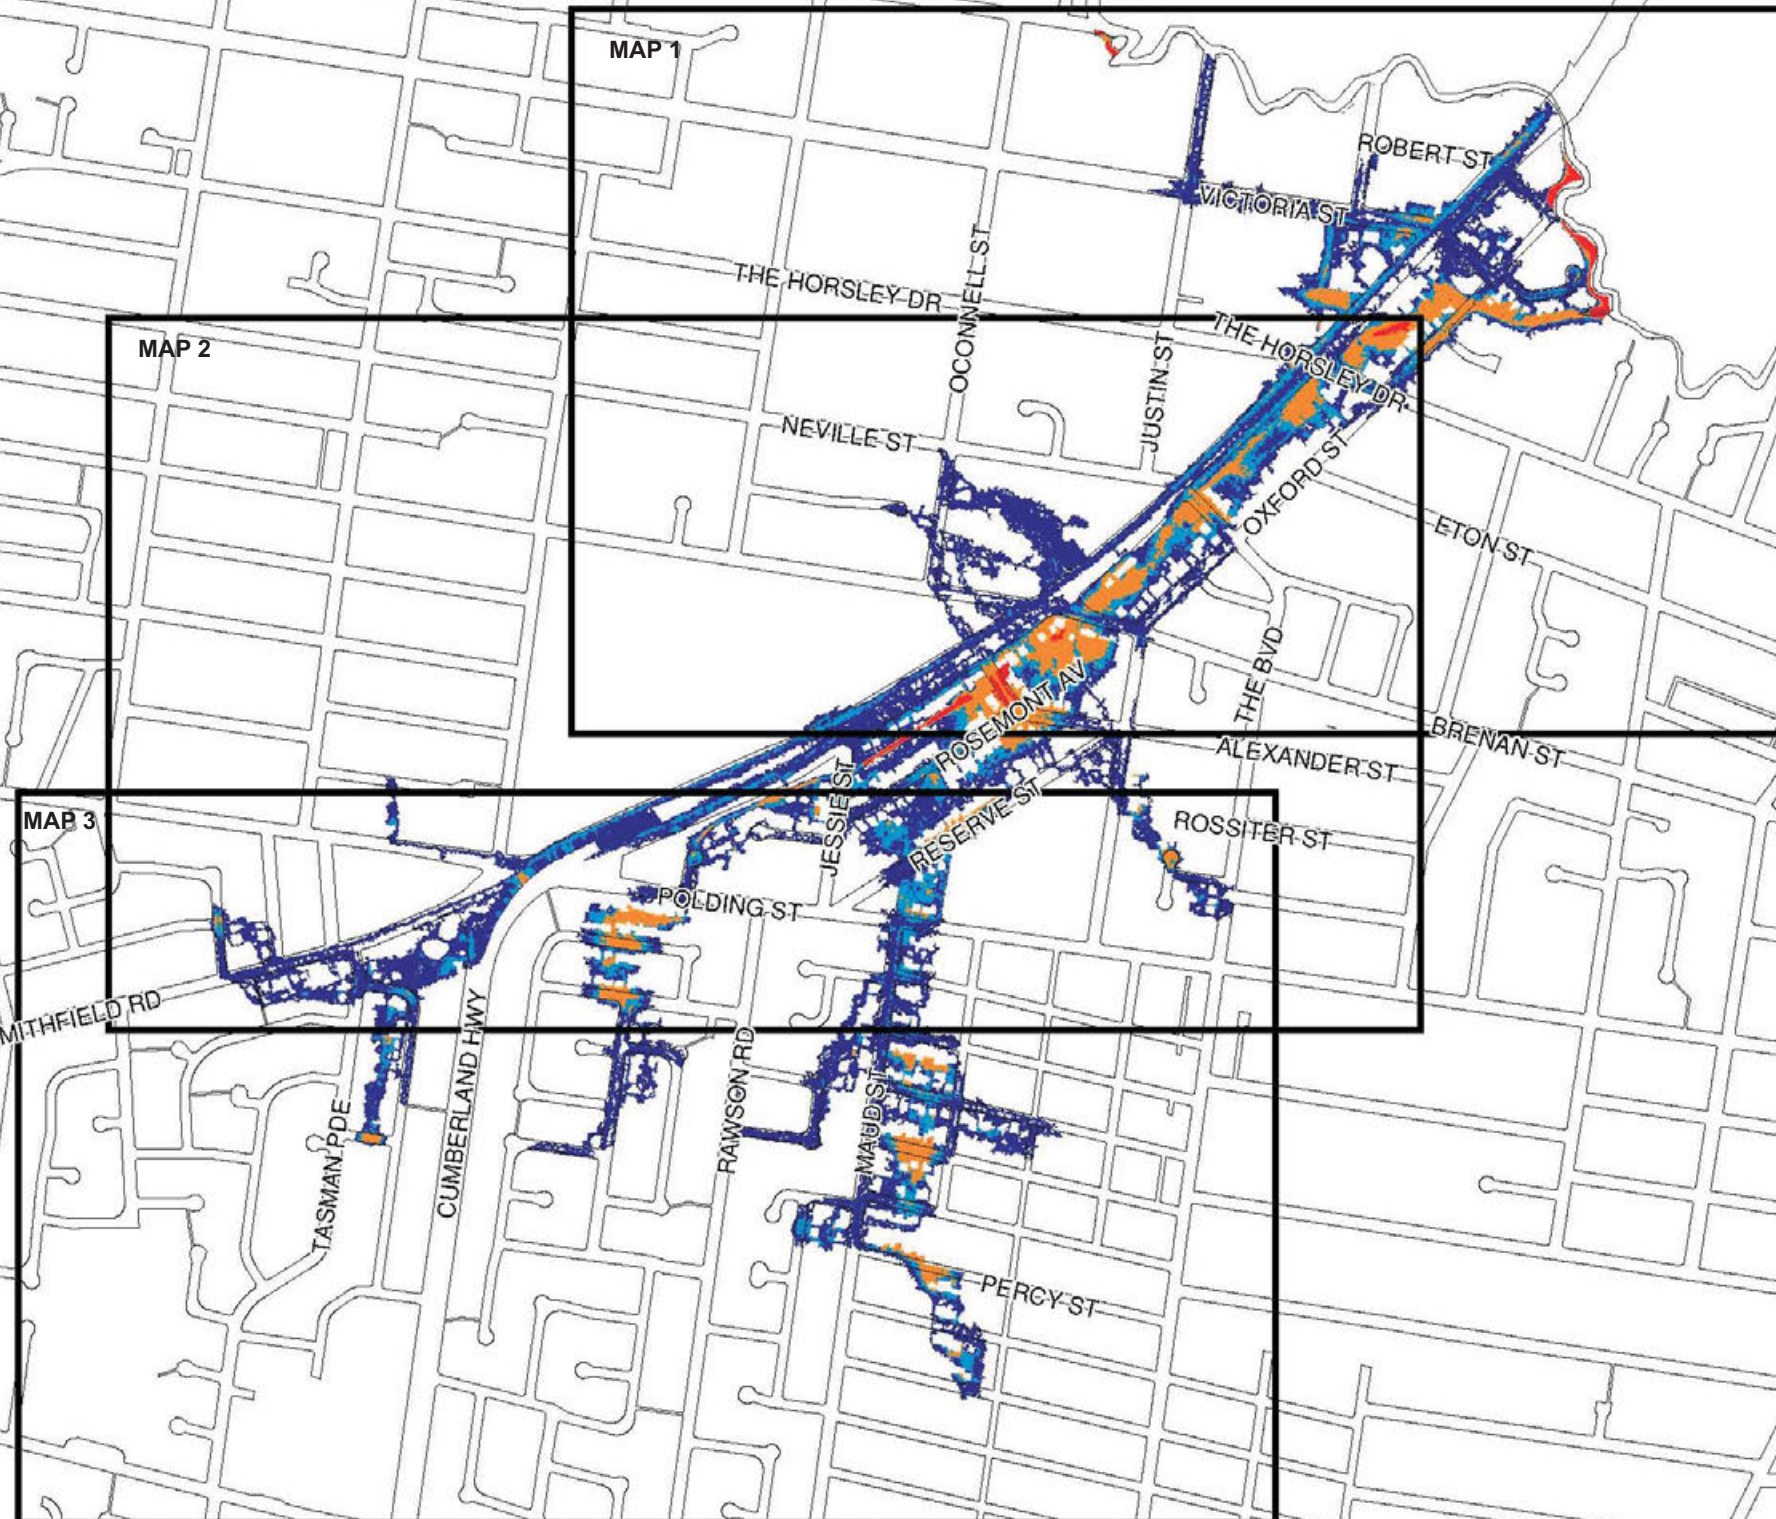 MAP 1
ROBERT ST
VICTORIA ST
THE HORSLEY DR
OCONNELL ST
MAP 2
THE HORSLEY DR
JUSTIN ST
NEVILLE ST
OXFORD ST
ETON ST
THE BVD
ROSEMONT AV
BRENAN ST
ALEXANDER ST
MAP 3
JESSIE ST
RESERVE ST
ROSSITER ST
POLDING ST
MITHFIELD RD
CUMBERLAND HWY
RAWSON RD
MAUD ST
TASMAN PDE
PERCY ST